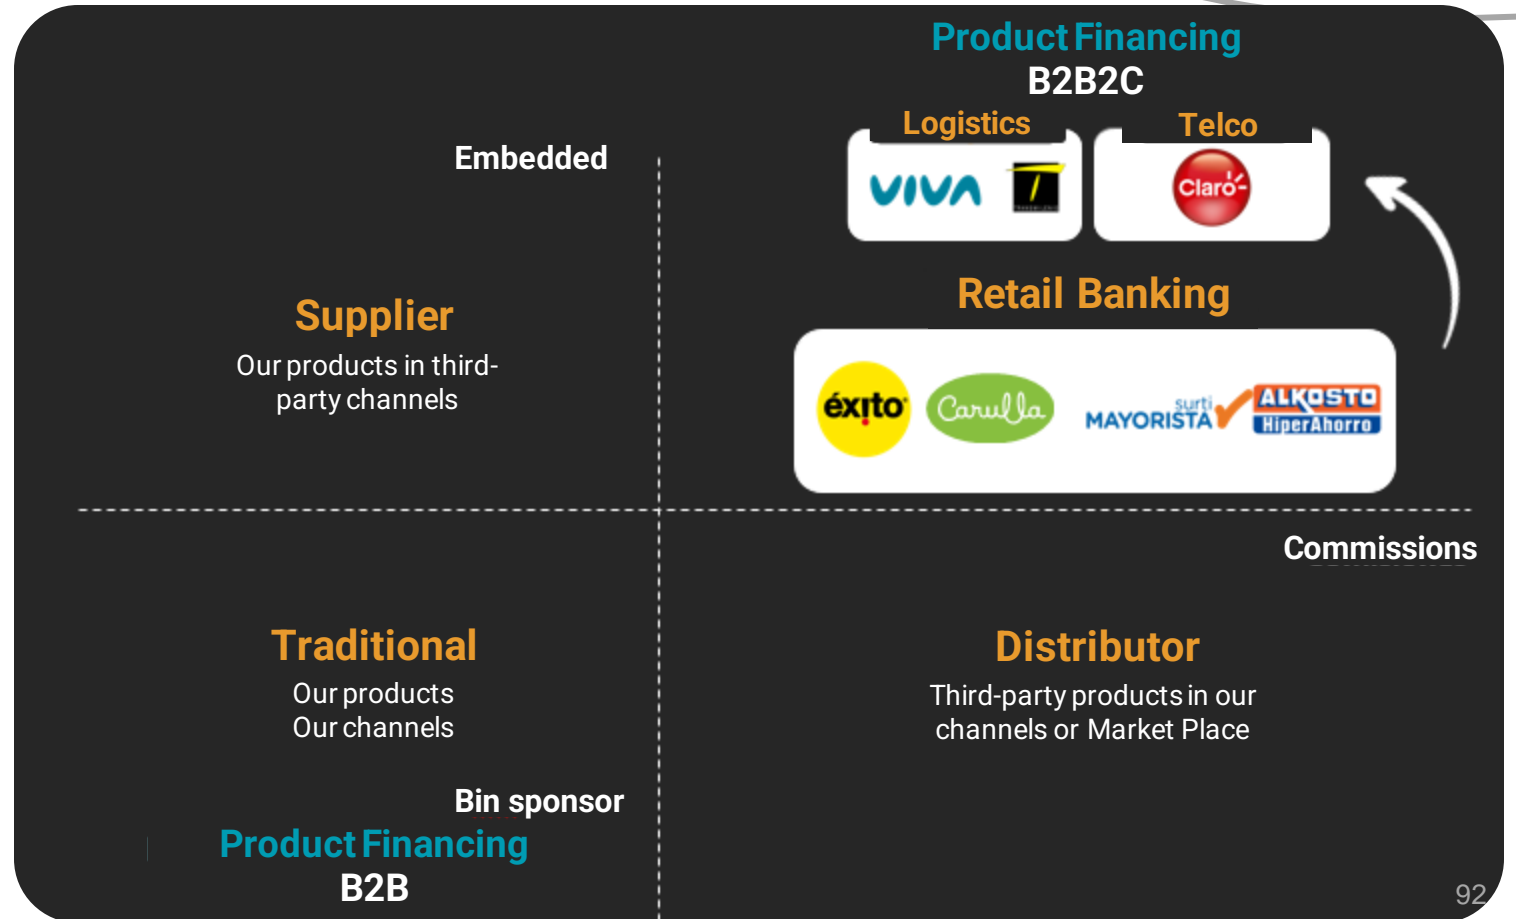 Product Financing
B2B2C
Logistics
Telco
Embedded
VIVA
Claro
Supplier
Our products in third-
party channels
Retail Banking
éxito
Carulla
surti
MAYORISTA
ALKOSTO
HiperAhorro
Commissions
Traditional
Our products
Our channels
Distributor
Third-party products in our
channels or Market Place
Bin sponsor
Product Financing
B2B
92